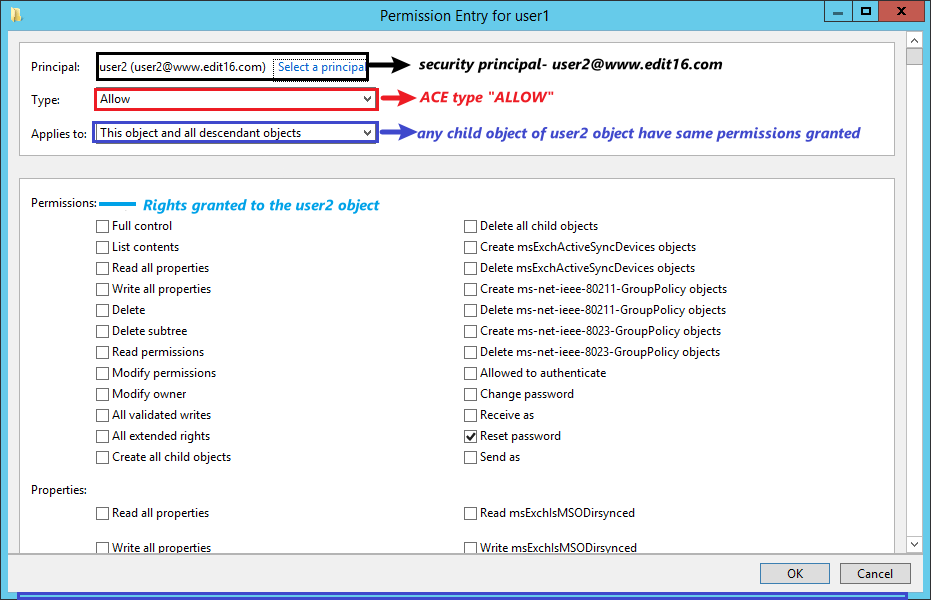 Permission Entry for user1
Principal: user2 (user2@www.edit16.com) Select a principal security principal- user2@www.edit16.com
Type: Allow ACE type "ALLOW"
Applies to: This object and all descendant objects any child object of user2 object have same permissions granted
Permissions: Rights granted to the user2 object
Full control Delete all child objects
List contents Create msExchActiveSyncDevices objects
Read all properties Delete msExchActiveSyncDevices objects
Write all properties Create ms-net-ieee-80211-GroupPolicy objects
Delete Delete ms-net-ieee-80211-GroupPolicy objects
Delete subtree Create ms-net-ieee-8023-GroupPolicy objects
Read permissions Delete ms-net-ieee-8023-GroupPolicy objects
Modify permissions Allowed to authenticate
Modify owner Change password
All validated writes Receive as
All extended rights Reset password
Create all child objects Send as
Properties:
Read all properties Read msExchIsMSODirsynced
Write all properties Write msExchIsMSODirsynced
OK Cancel